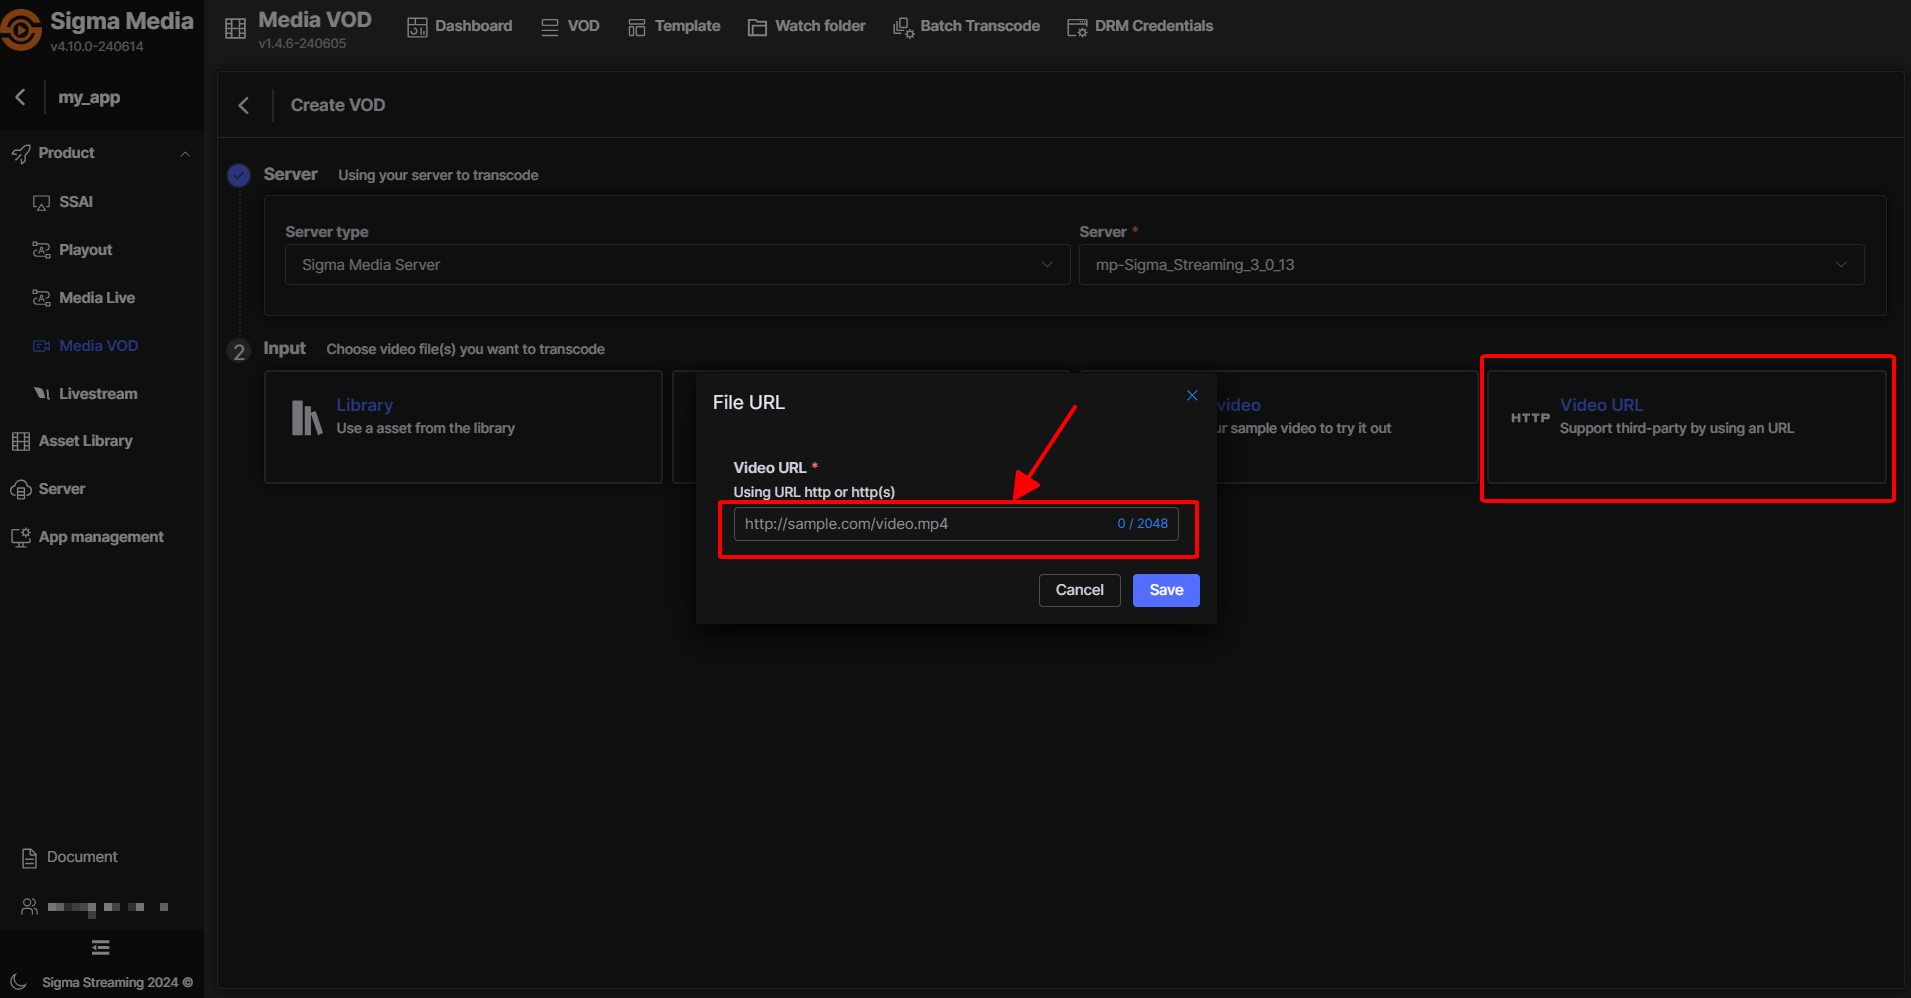 Sigma Media
v4.10.0-240614
my_app
Product
SSAI
Playout
Media Live
Media VOD
Livestream
Asset Library
Server
App management
Document
Sigma Streaming 2024 ©
Media VOD
v1.4.6-240605
Dashboard
VOD
Template
Watch folder
Batch Transcode
DRM Credentials
Create VOD
Server Using your server to transcode
Server type
Sigma Media Server
Server *
mp-Sigma_Streaming_3_0_13
2
Input Choose video file(s) you want to transcode
Library
Use a asset from the library
video
sample video to try it out
HTTP
Video URL
Support third-party by using an URL
File URL
Video URL *
Using URL http or http(s)
http://sample.com/video.mp4
0 / 2048
Cancel
Save